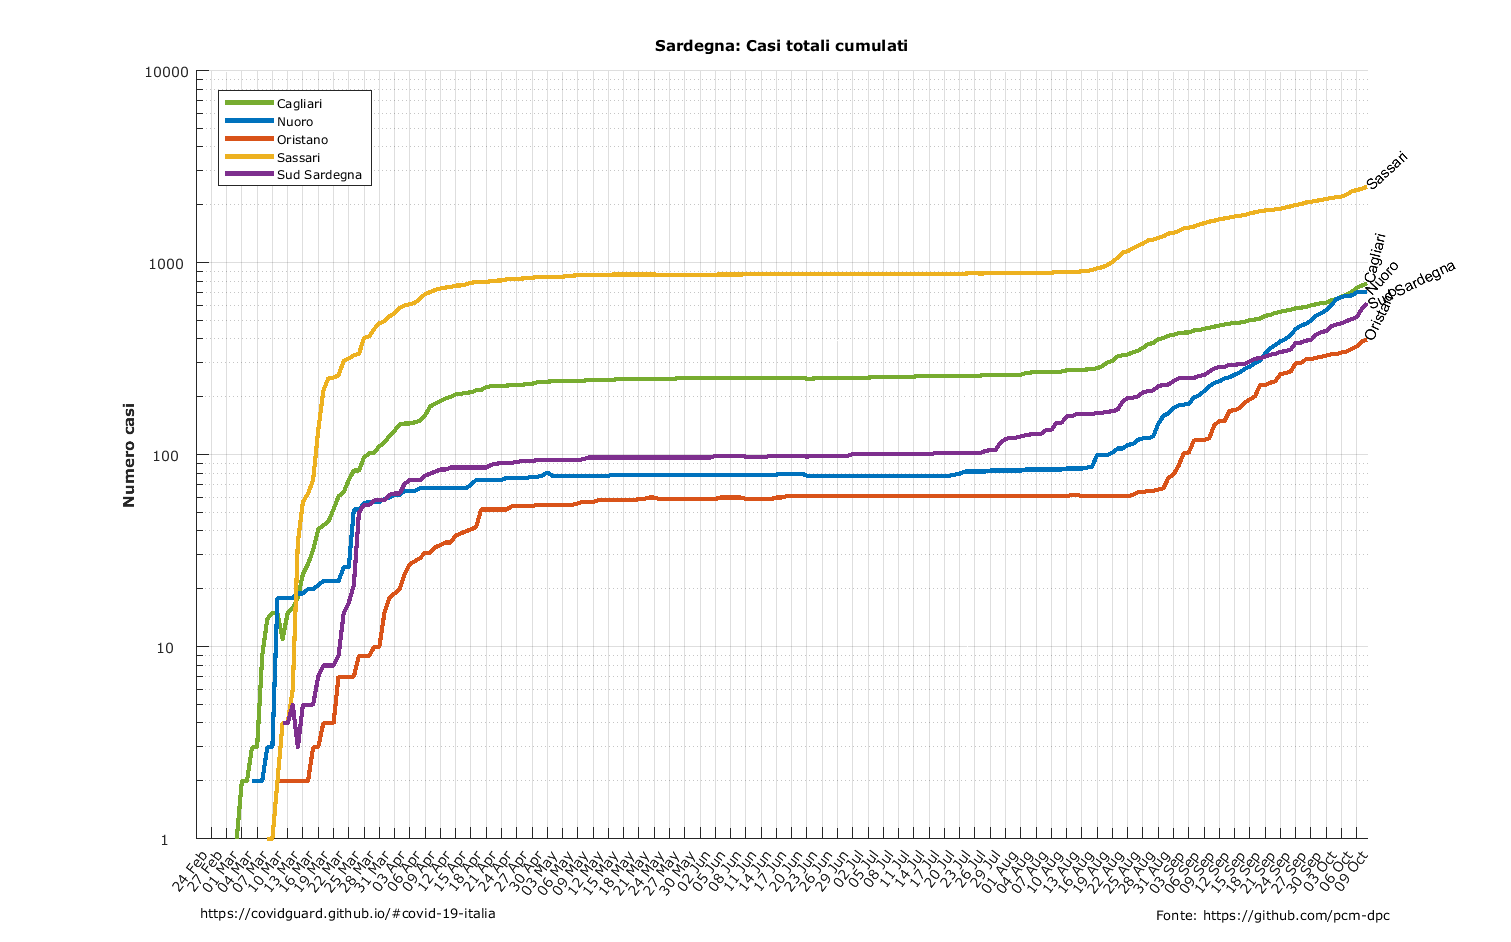 Sardegna: Casi totali cumulati
10000
1000
100
10
1
Numero casi
Cagliari
Nuoro
Oristano
Sassari
Sud Sardegna
Sassari
Cagliari
Nuoro
Sud Sardegna
Oristano
24 Feb
27 Feb
01 Mar
04 Mar
07 Mar
10 Mar
13 Mar
16 Mar
19 Mar
22 Mar
25 Mar
28 Mar
31 Mar
03 Apr
06 Apr
09 Apr
12 Apr
15 Apr
18 Apr
21 Apr
24 Apr
27 Apr
30 Apr
03 May
06 May
09 May
12 May
15 May
18 May
21 May
24 May
27 May
30 May
02 Jun
05 Jun
08 Jun
11 Jun
14 Jun
17 Jun
20 Jun
23 Jun
26 Jun
29 Jun
02 Jul
05 Jul
08 Jul
11 Jul
14 Jul
17 Jul
20 Jul
23 Jul
26 Jul
29 Jul
01 Aug
04 Aug
07 Aug
10 Aug
13 Aug
16 Aug
19 Aug
22 Aug
25 Aug
28 Aug
31 Aug
03 Sep
06 Sep
09 Sep
12 Sep
15 Sep
18 Sep
21 Sep
24 Sep
27 Sep
30 Sep
03 Oct
06 Oct
09 Oct
https://covidguard.github.io/#covid-19-italia
Fonte: https://github.com/pcm-dpc